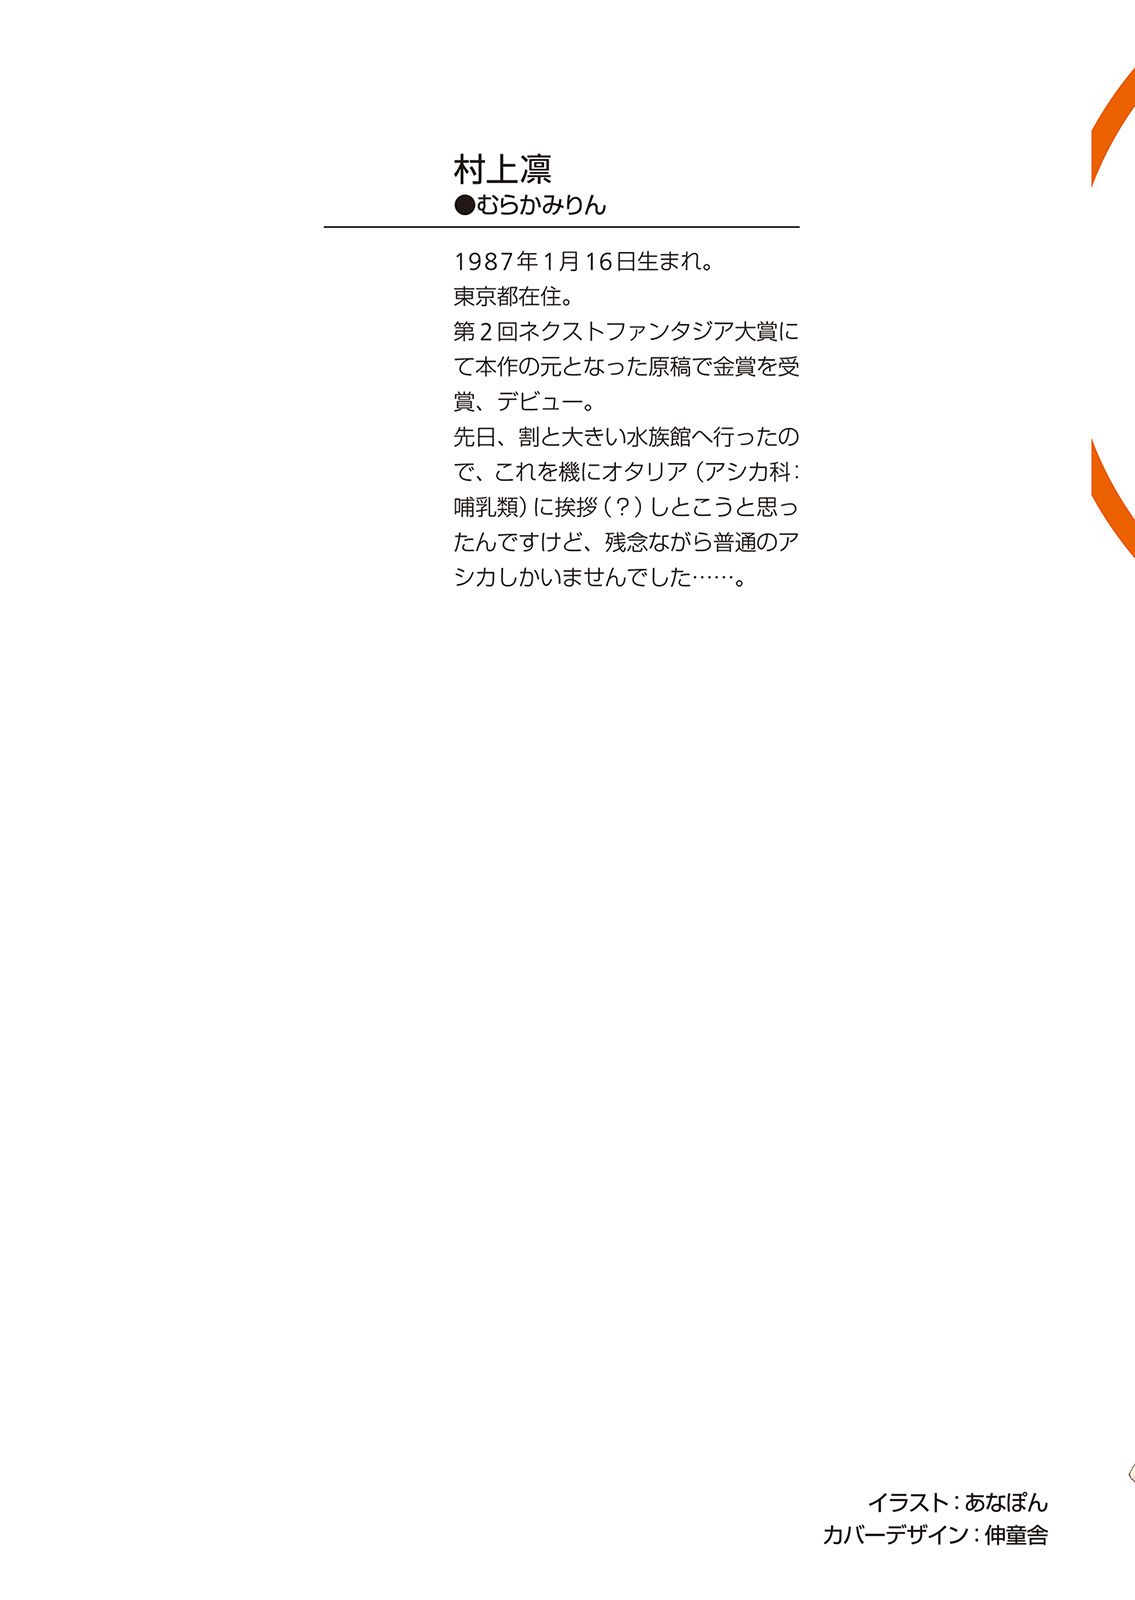 村上凛
●むらかみりん
1987年1月16日生まれ。
東京都在住。
第2回ネクストファンタジア大賞に
て本作の元となった原稿で金賞を受
賞、デビュー。
先日、割と大きい水族館へ行ったの
で、これを機にオタリア（アシカ科：
哺乳類）に挨拶（？）しとこうと思っ
たんですけど、残念ながら普通のア
シカしかいませんでした……。
イラスト：あなぽん
カバーデザイン：伸童舎